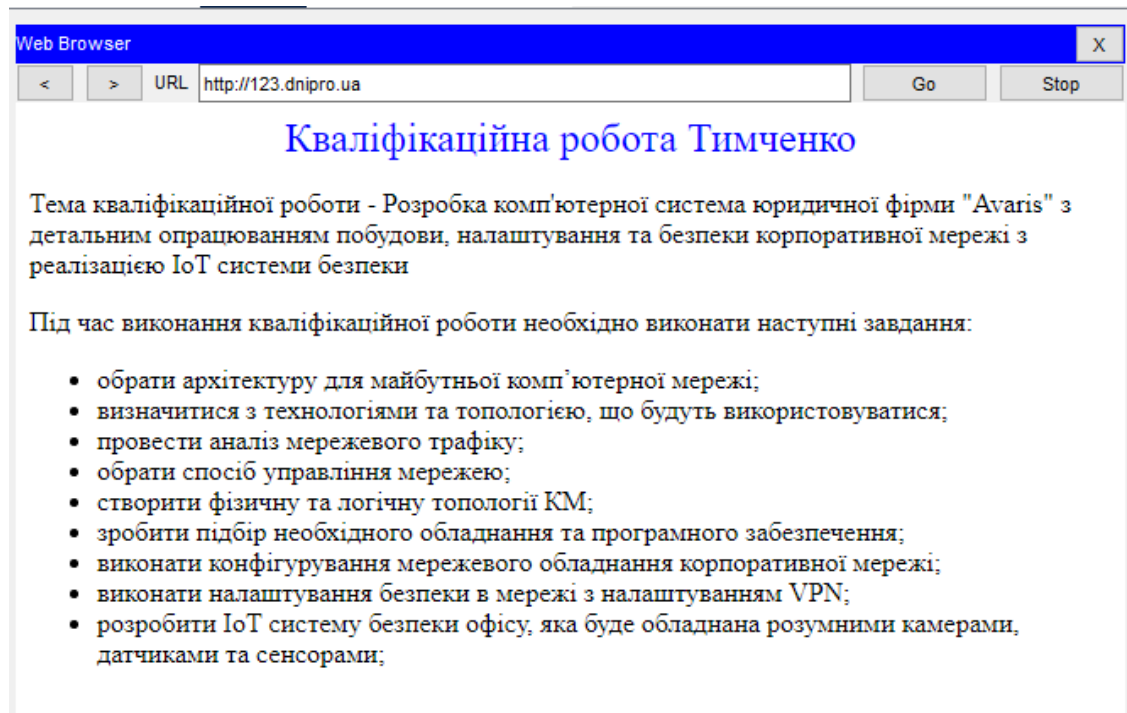 Web Browser X
< > URL http://123.dnipro.ua Go Stop
Кваліфікаційна робота Тимченко
Тема кваліфікаційної роботи - Розробка комп'ютерної система юридичної фірми "Avaris" з
детальним опрацюванням побудови, налаштування та безпеки корпоративної мережі з
реалізацією IoT системи безпеки
Під час виконання кваліфікаційної роботи необхідно виконати наступні завдання:
• обрати архітектуру для майбутньої комп’ютерної мережі;
• визначитися з технологіями та топологією, що будуть використовуватися;
• провести аналіз мережевого трафіку;
• обрати спосіб управління мережею;
• створити фізичну та логічну топології КМ;
• зробити підбір необхідного обладнання та програмного забезпечення;
• виконати конфігурування мережевого обладнання корпоративної мережі;
• виконати налаштування безпеки в мережі з налаштуванням VPN;
• розробити IoT систему безпеки офісу, яка буде обладнана розумними камерами,
датчиками та сенсорами;